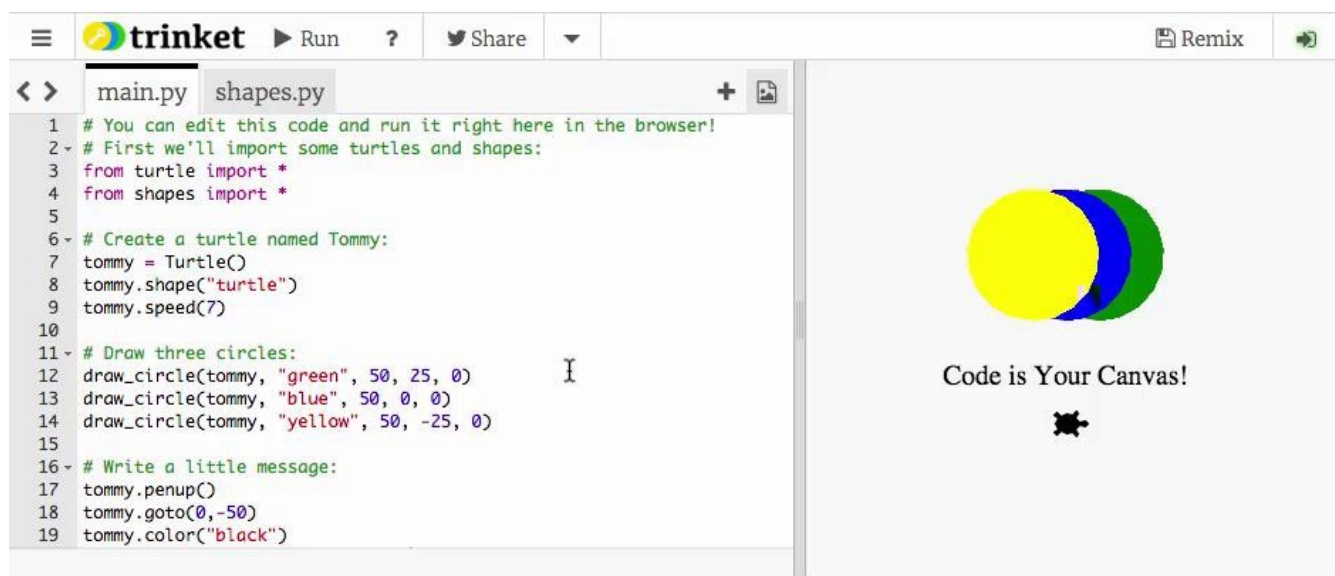 trinket Run ? Share Remix
main.py shapes.py +
1 # You can edit this code and run it right here in the browser!
2 # First we'll import some turtles and shapes:
3 from turtle import *
4 from shapes import *
5
6 # Create a turtle named Tommy:
7 tommy = Turtle()
8 tommy.shape("turtle")
9 tommy.speed(7)
10
11 # Draw three circles:
12 draw_circle(tommy, "green", 50, 25, 0)
13 draw_circle(tommy, "blue", 50, 0, 0)
14 draw_circle(tommy, "yellow", 50, -25, 0)
15
16 # Write a little message:
17 tommy.penup()
18 tommy.goto(0,-50)
19 tommy.color("black")
Code is Your Canvas!